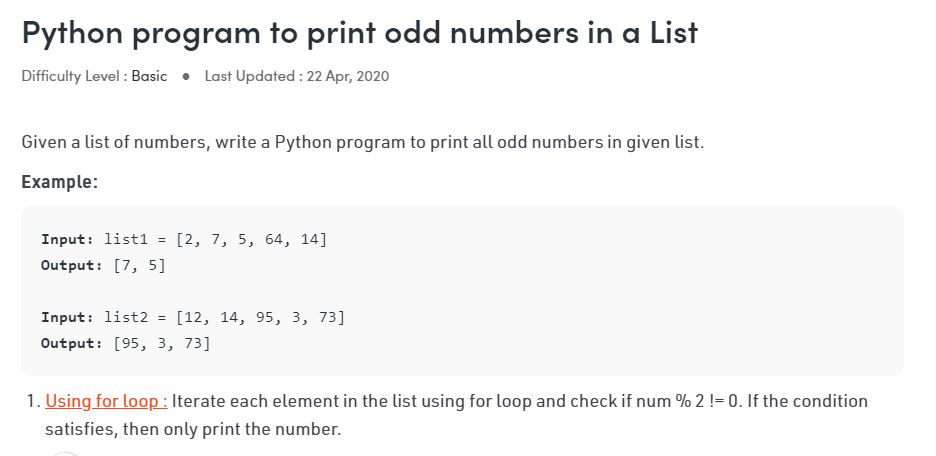 Python program to print odd numbers in a List
Difficulty Level : Basic ● Last Updated : 22 Apr, 2020
Given a list of numbers, write a Python program to print all odd numbers in given list.
Example:
Input: list1 = [2, 7, 5, 64, 14]
Output: [7, 5]
Input: list2 = [12, 14, 95, 3, 73]
Output: [95, 3, 73]
1. Using for loop : Iterate each element in the list using for loop and check if num % 2 != 0. If the condition
satisfies, then only print the number.